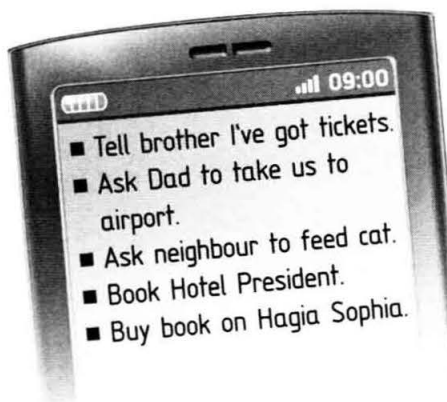 09:00
■ Tell brother I've got tickets.
■ Ask Dad to take us to
airport.
■ Ask neighbour to feed cat.
■ Book Hotel President.
■ Buy book on Hagia Sophia.